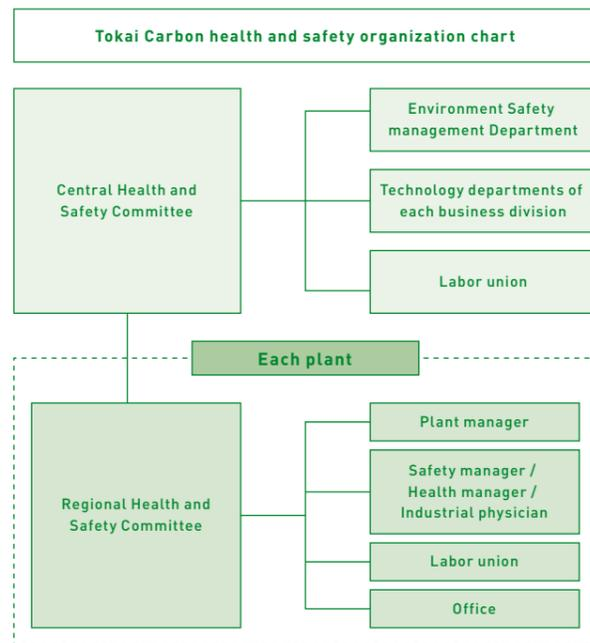 Tokai Carbon health and safety organization chart
Central Health and
Safety Committee
Environment Safety
management Department
Technology departments of
each business division
Labor union
Each plant
Regional Health and
Safety Committee
Plant manager
Safety manager /
Health manager /
Industrial physician
Labor union
Office